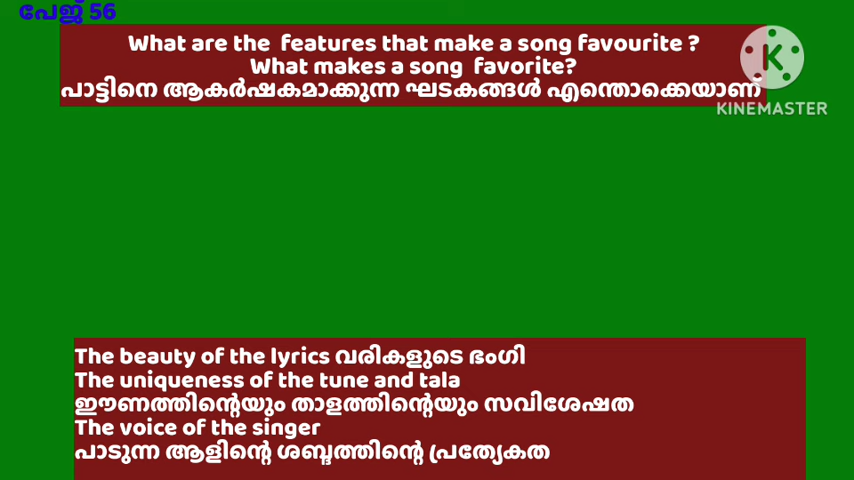 പേജ് 56
What are the features that make a song favourite ?
What makes a song favorite?
പാട്ടിനെ ആകർഷകമാക്കുന്ന ഘടകങ്ങൾ എന്തൊക്കെയാണ്
K
KINEMASTER
The beauty of the lyrics വരികളുടെ ഭംഗി
The uniqueness of the tune and tala
ഈണത്തിന്റെയും താളത്തിന്റെയും സവിശേഷത
The voice of the singer
പാടുന്ന ആളിന്റെ ശബ്ദത്തിന്റെ പ്രത്യേകത